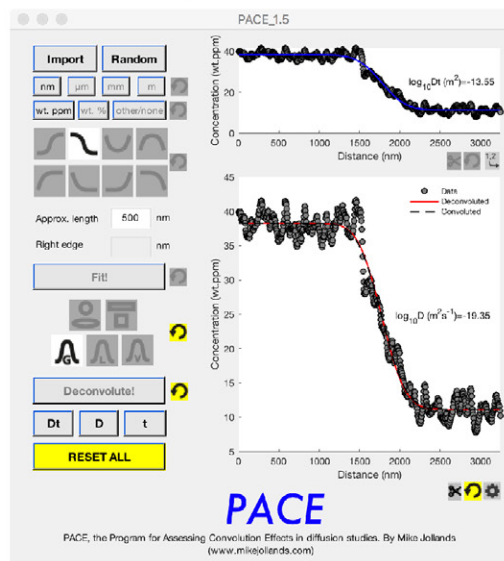 PACE_1.5
Import Random
nm µm mm m
wt. ppm wt. % other/none
Approx. length 500 nm
Right edge nm
Fit!
G L V
Deconvolute!
Dt D t
RESET ALL
Concentration (wt.ppm)
40
20
0
log10Dt (m2)=-13.55
0 500 1000 1500 2000 2500 3000
Distance (nm)
1,2
Concentration (wt.ppm)
45
40
35
30
25
20
15
10
5
Data
Deconvoluted
Convoluted
log10D (m2s-1)=-19.35
0 500 1000 1500 2000 2500 3000
Distance (nm)
PACE
PACE, the Program for Assessing Convolution Effects in diffusion studies. By Mike Jollands
(www.mikejollands.com)